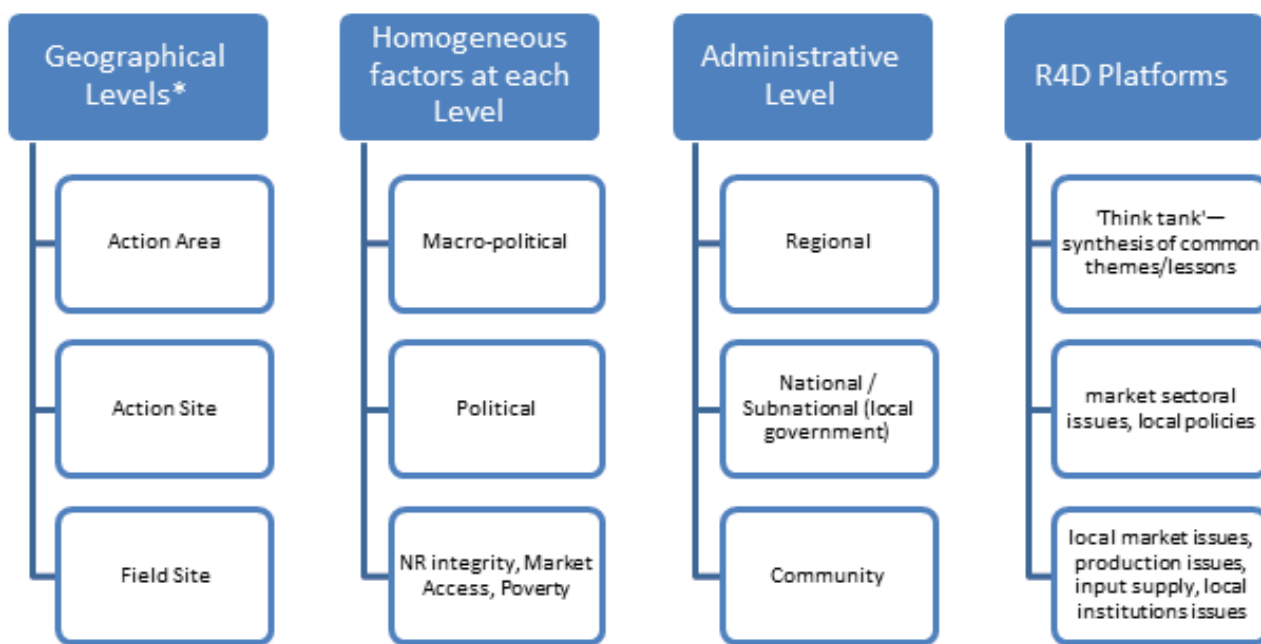 Geographical
Levels*
Action Area
Action Site
Field Site
Homogeneous
factors at each
Level
Macro-political
Political
NR integrity, Market
Access, Poverty
Administrative
Level
Regional
National /
Subnational (local
government)
Community
R4D Platforms
'Think tank'—
synthesis of common
themes/lessons
market sectoral
issues, local policies
local market issues,
production issues,
input supply, local
institutions issues